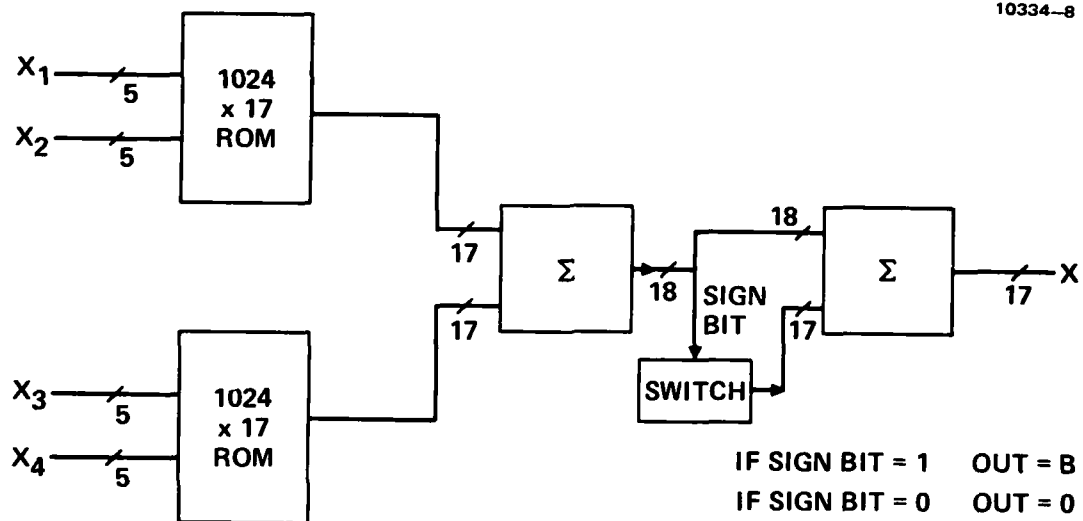 10334–8
X1
5
X2
5
1024
x 17
ROM
17
Σ
18
SIGN
BIT
18
17
SWITCH
Σ
17
X
17
X3
5
X4
5
1024
x 17
ROM
IF SIGN BIT = 1 OUT = B
IF SIGN BIT = 0 OUT = 0